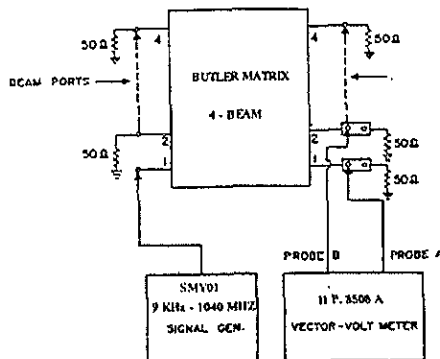 4
4
50Ω
50Ω
BUTLER MATRIX
BEAM PORTS
4 - BEAM
2
2
50Ω
50Ω
1
1
50Ω
PROBE B
PROBE A
SMY01
9 KHz - 1040 MHZ
SIGNAL GEN.
H P. 8508 A
VECTOR-VOLT METER